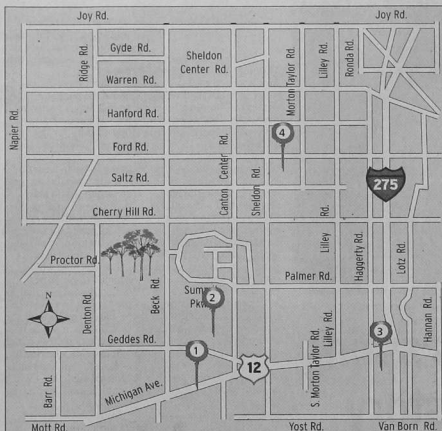 Joy Rd.
Joy Rd.
Gyde Rd.
Sheldon
Center Rd.
Ridge Rd.
Warren Rd.
Morton Taylor Rd.
Lilley Rd.
Ronda Rd.
Napier Rd.
Hanford Rd.
Ford Rd.
4
Saltz Rd.
Canton Center Rd.
Sheldon Rd.
275
Cherry Hill Rd.
Lilley Rd.
Haggerty Rd.
Lotz Rd.
Proctor Rd.
Palmer Rd.
N
Denton Rd.
Beck Rd.
2
Pkw
Hannan Rd.
Geddes Rd.
1
3
S. Morton Taylor Rd.
Lilley Rd.
12
Barr Rd.
Michigan Ave.
Mott Rd.
Yost Rd.
Van Born Rd.